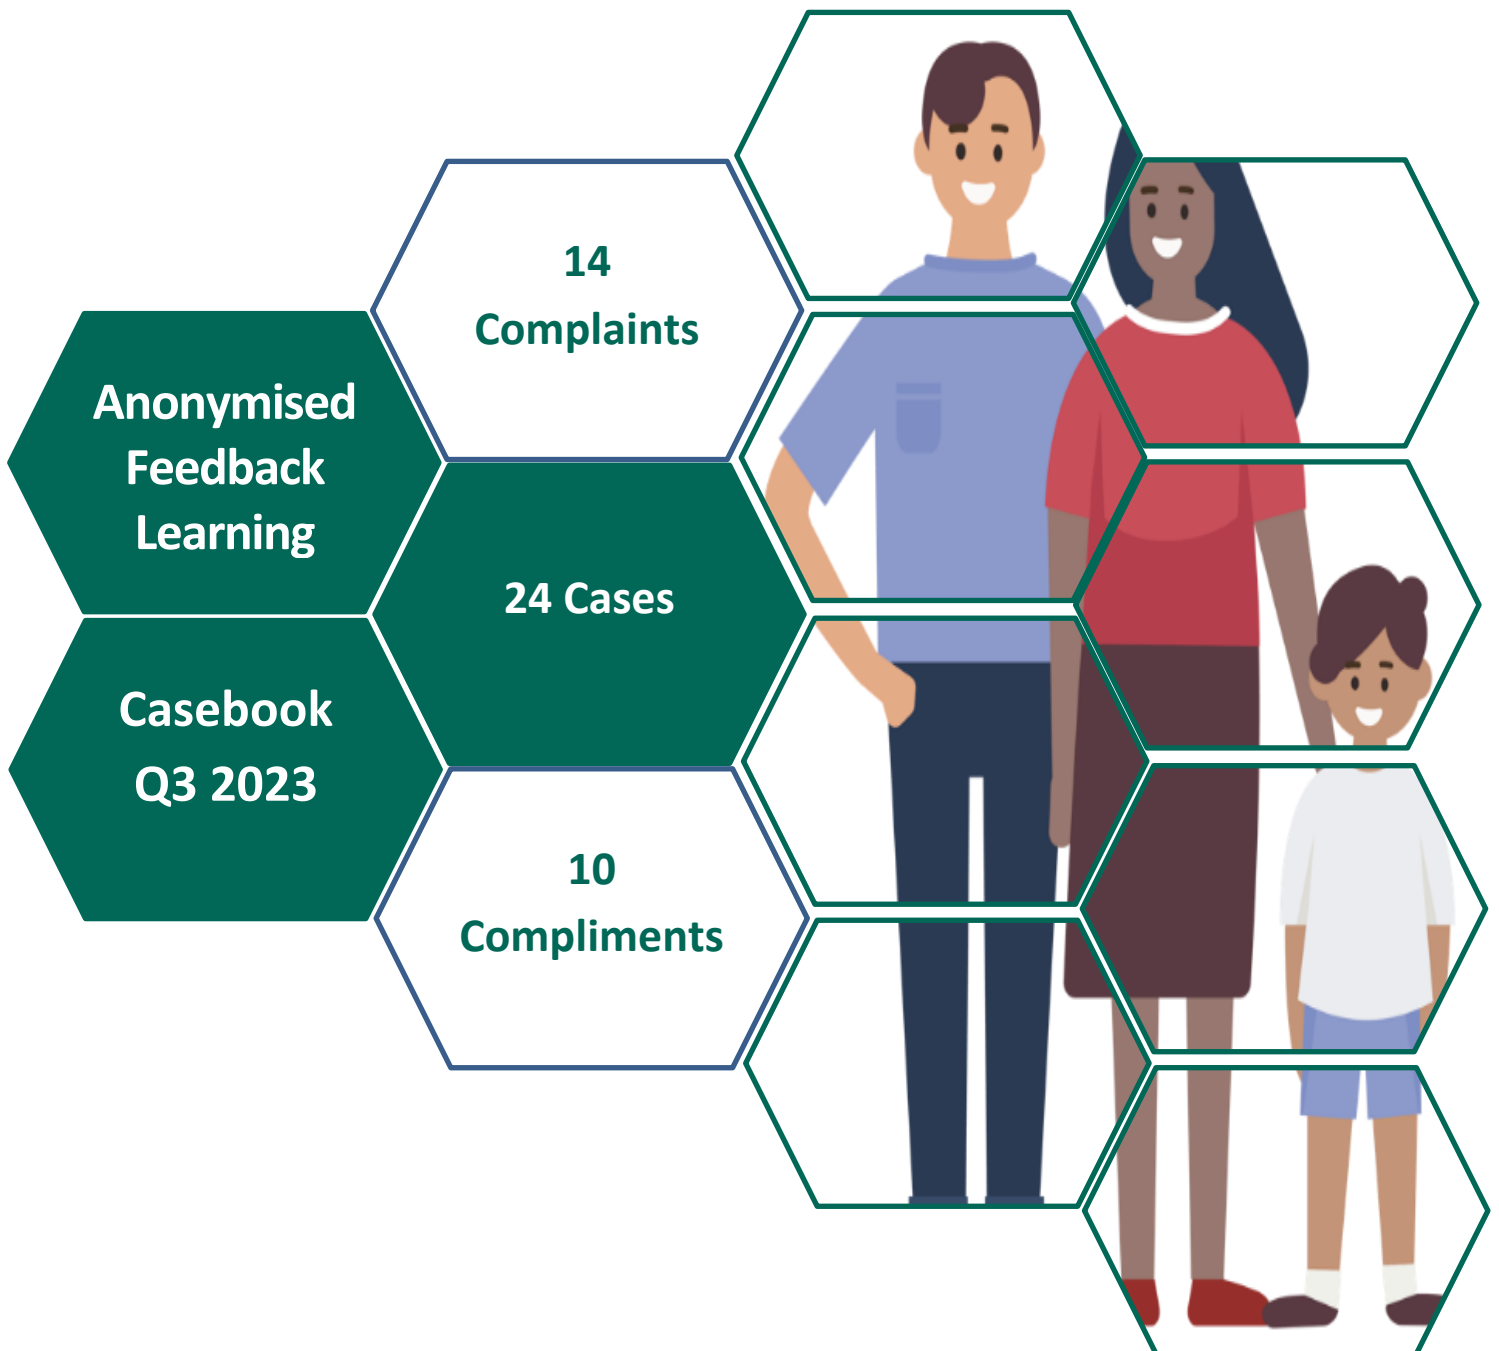 Anonymised
Feedback
Learning
Casebook
Q3 2023
14
Complaints
24 Cases
10
Compliments